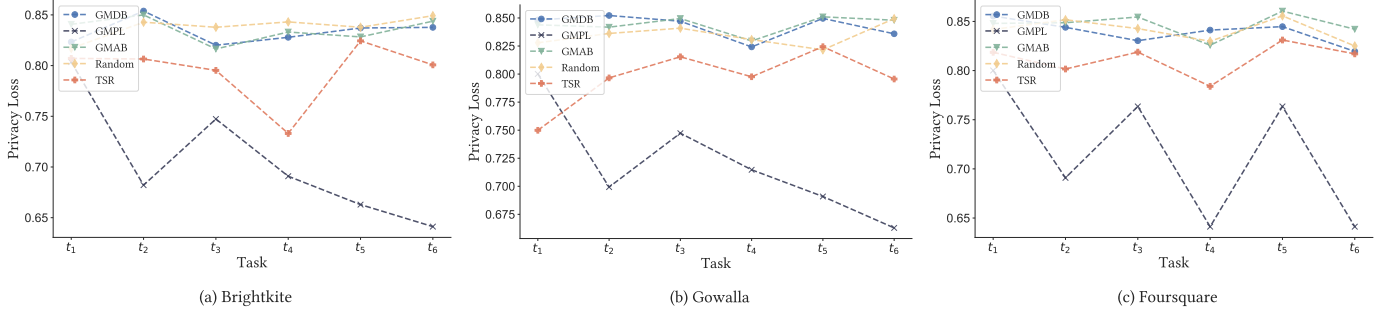 0.85
0.80
0.75
0.70
0.65
Privacy Loss
GMDB
GMPL
GMAB
Random
TSR
t1 t2 t3 t4 t5 t6
Task
(a) Brightkite
0.850
0.825
0.800
0.775
0.750
0.725
0.700
0.675
Privacy Loss
GMDB
GMPL
GMAB
Random
TSR
t1 t2 t3 t4 t5 t6
Task
(b) Gowalla
0.85
0.80
0.75
0.70
0.65
Privacy Loss
GMDB
GMPL
GMAB
Random
TSR
t1 t2 t3 t4 t5 t6
Task
(c) Foursquare